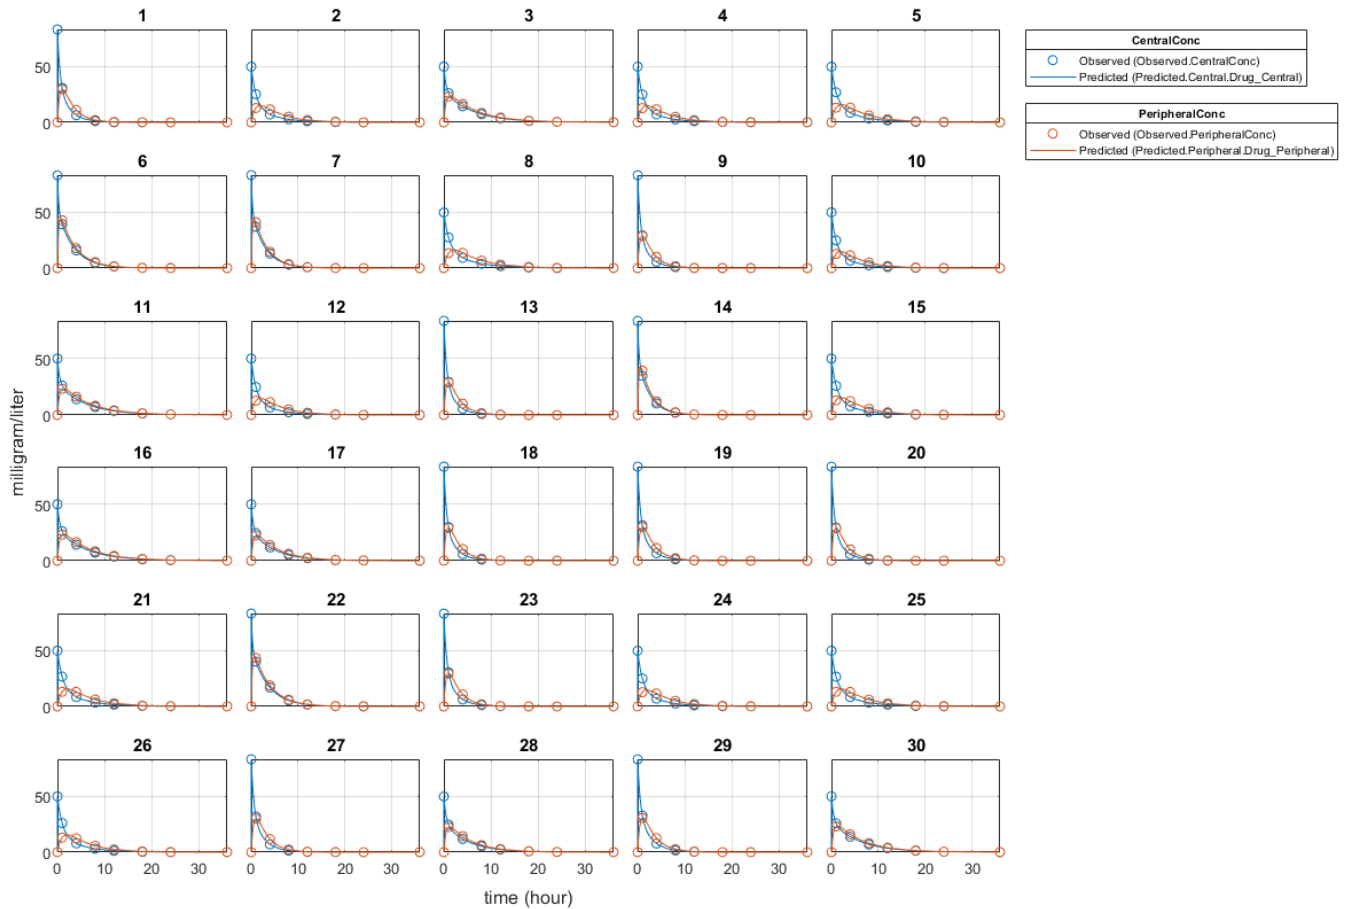 1 2 3 4 5
CentralConc
Observed (Observed.CentralConc)
Predicted (Predicted.Central.Drug_Central)
50
0
PeripheralConc
Observed (Observed.PeripheralConc)
Predicted (Predicted.Peripheral.Drug_Peripheral)
6 7 8 9 10
50
0
11 12 13 14 15
50
0
milligram/liter
16 17 18 19 20
50
0
21 22 23 24 25
50
0
26 27 28 29 30
50
0
0 10 20 30 0 10 20 30 0 10 20 30 0 10 20 30 0 10 20 30
time (hour)